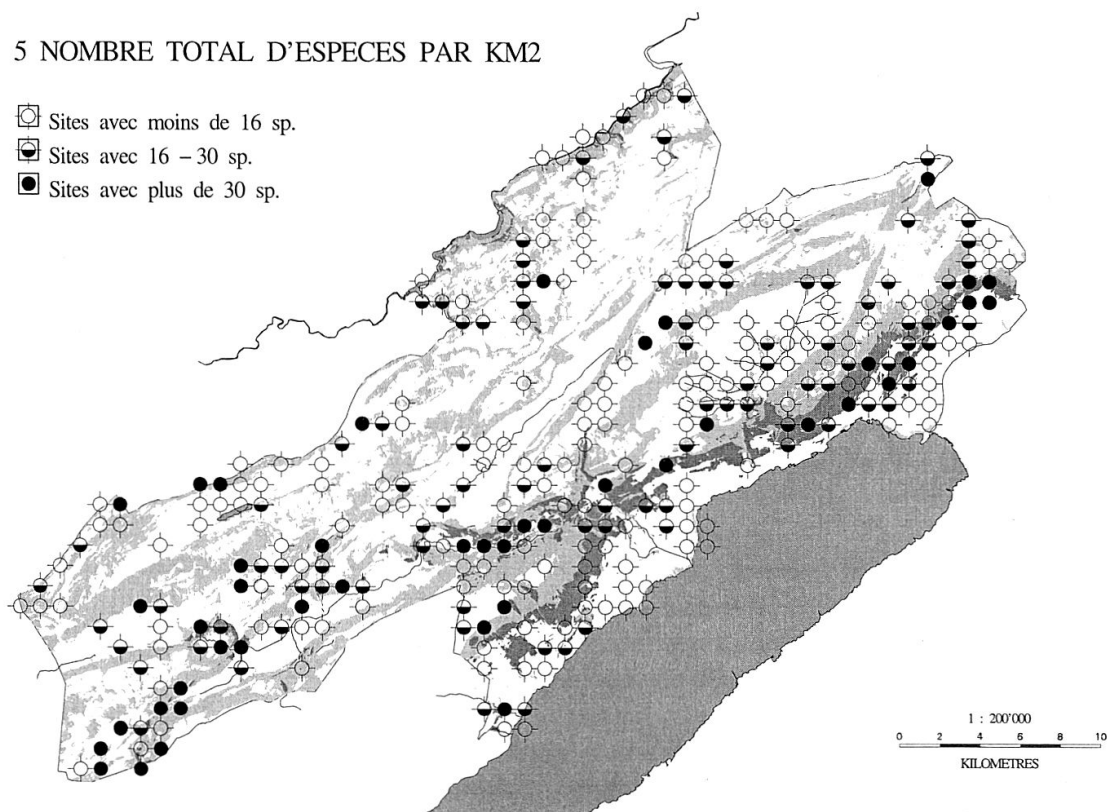 5 NOMBRE TOTAL D'ESPECES PAR KM2
Sites avec moins de 16 sp.
Sites avec 16 – 30 sp.
Sites avec plus de 30 sp.
1 : 200'000
0 2 4 6 8 10
KILOMETRES